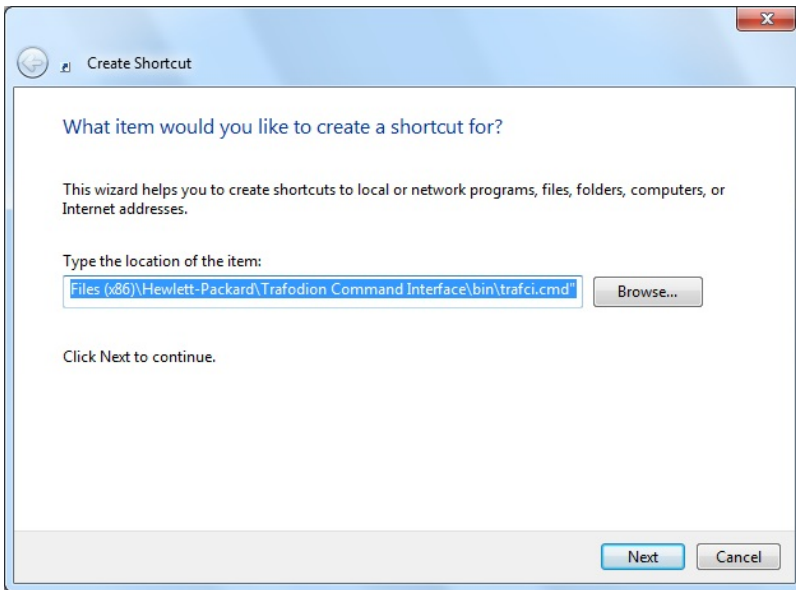 Create Shortcut
What item would you like to create a shortcut for?
This wizard helps you to create shortcuts to local or network programs, files, folders, computers, or
Internet addresses.
Type the location of the item:
Files (x86)\Hewlett-Packard\Trafodion Command Interface\bin\trafci.cmd"
Browse...
Click Next to continue.
Next
Cancel